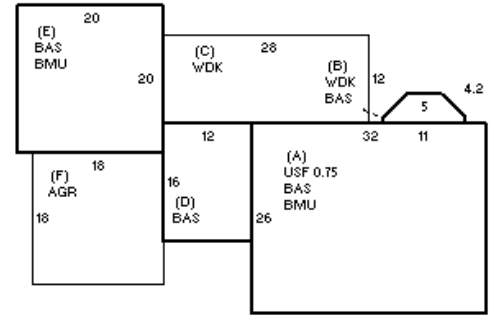 20
(E)
BAS
BMU
20
(C)
WDK
28
(B)
WDK
BAS
12
4.2
5
12
32
11
(A)
USF 0.75
BAS
BMU
18
(F)
AGR
18
16
(D)
BAS
26